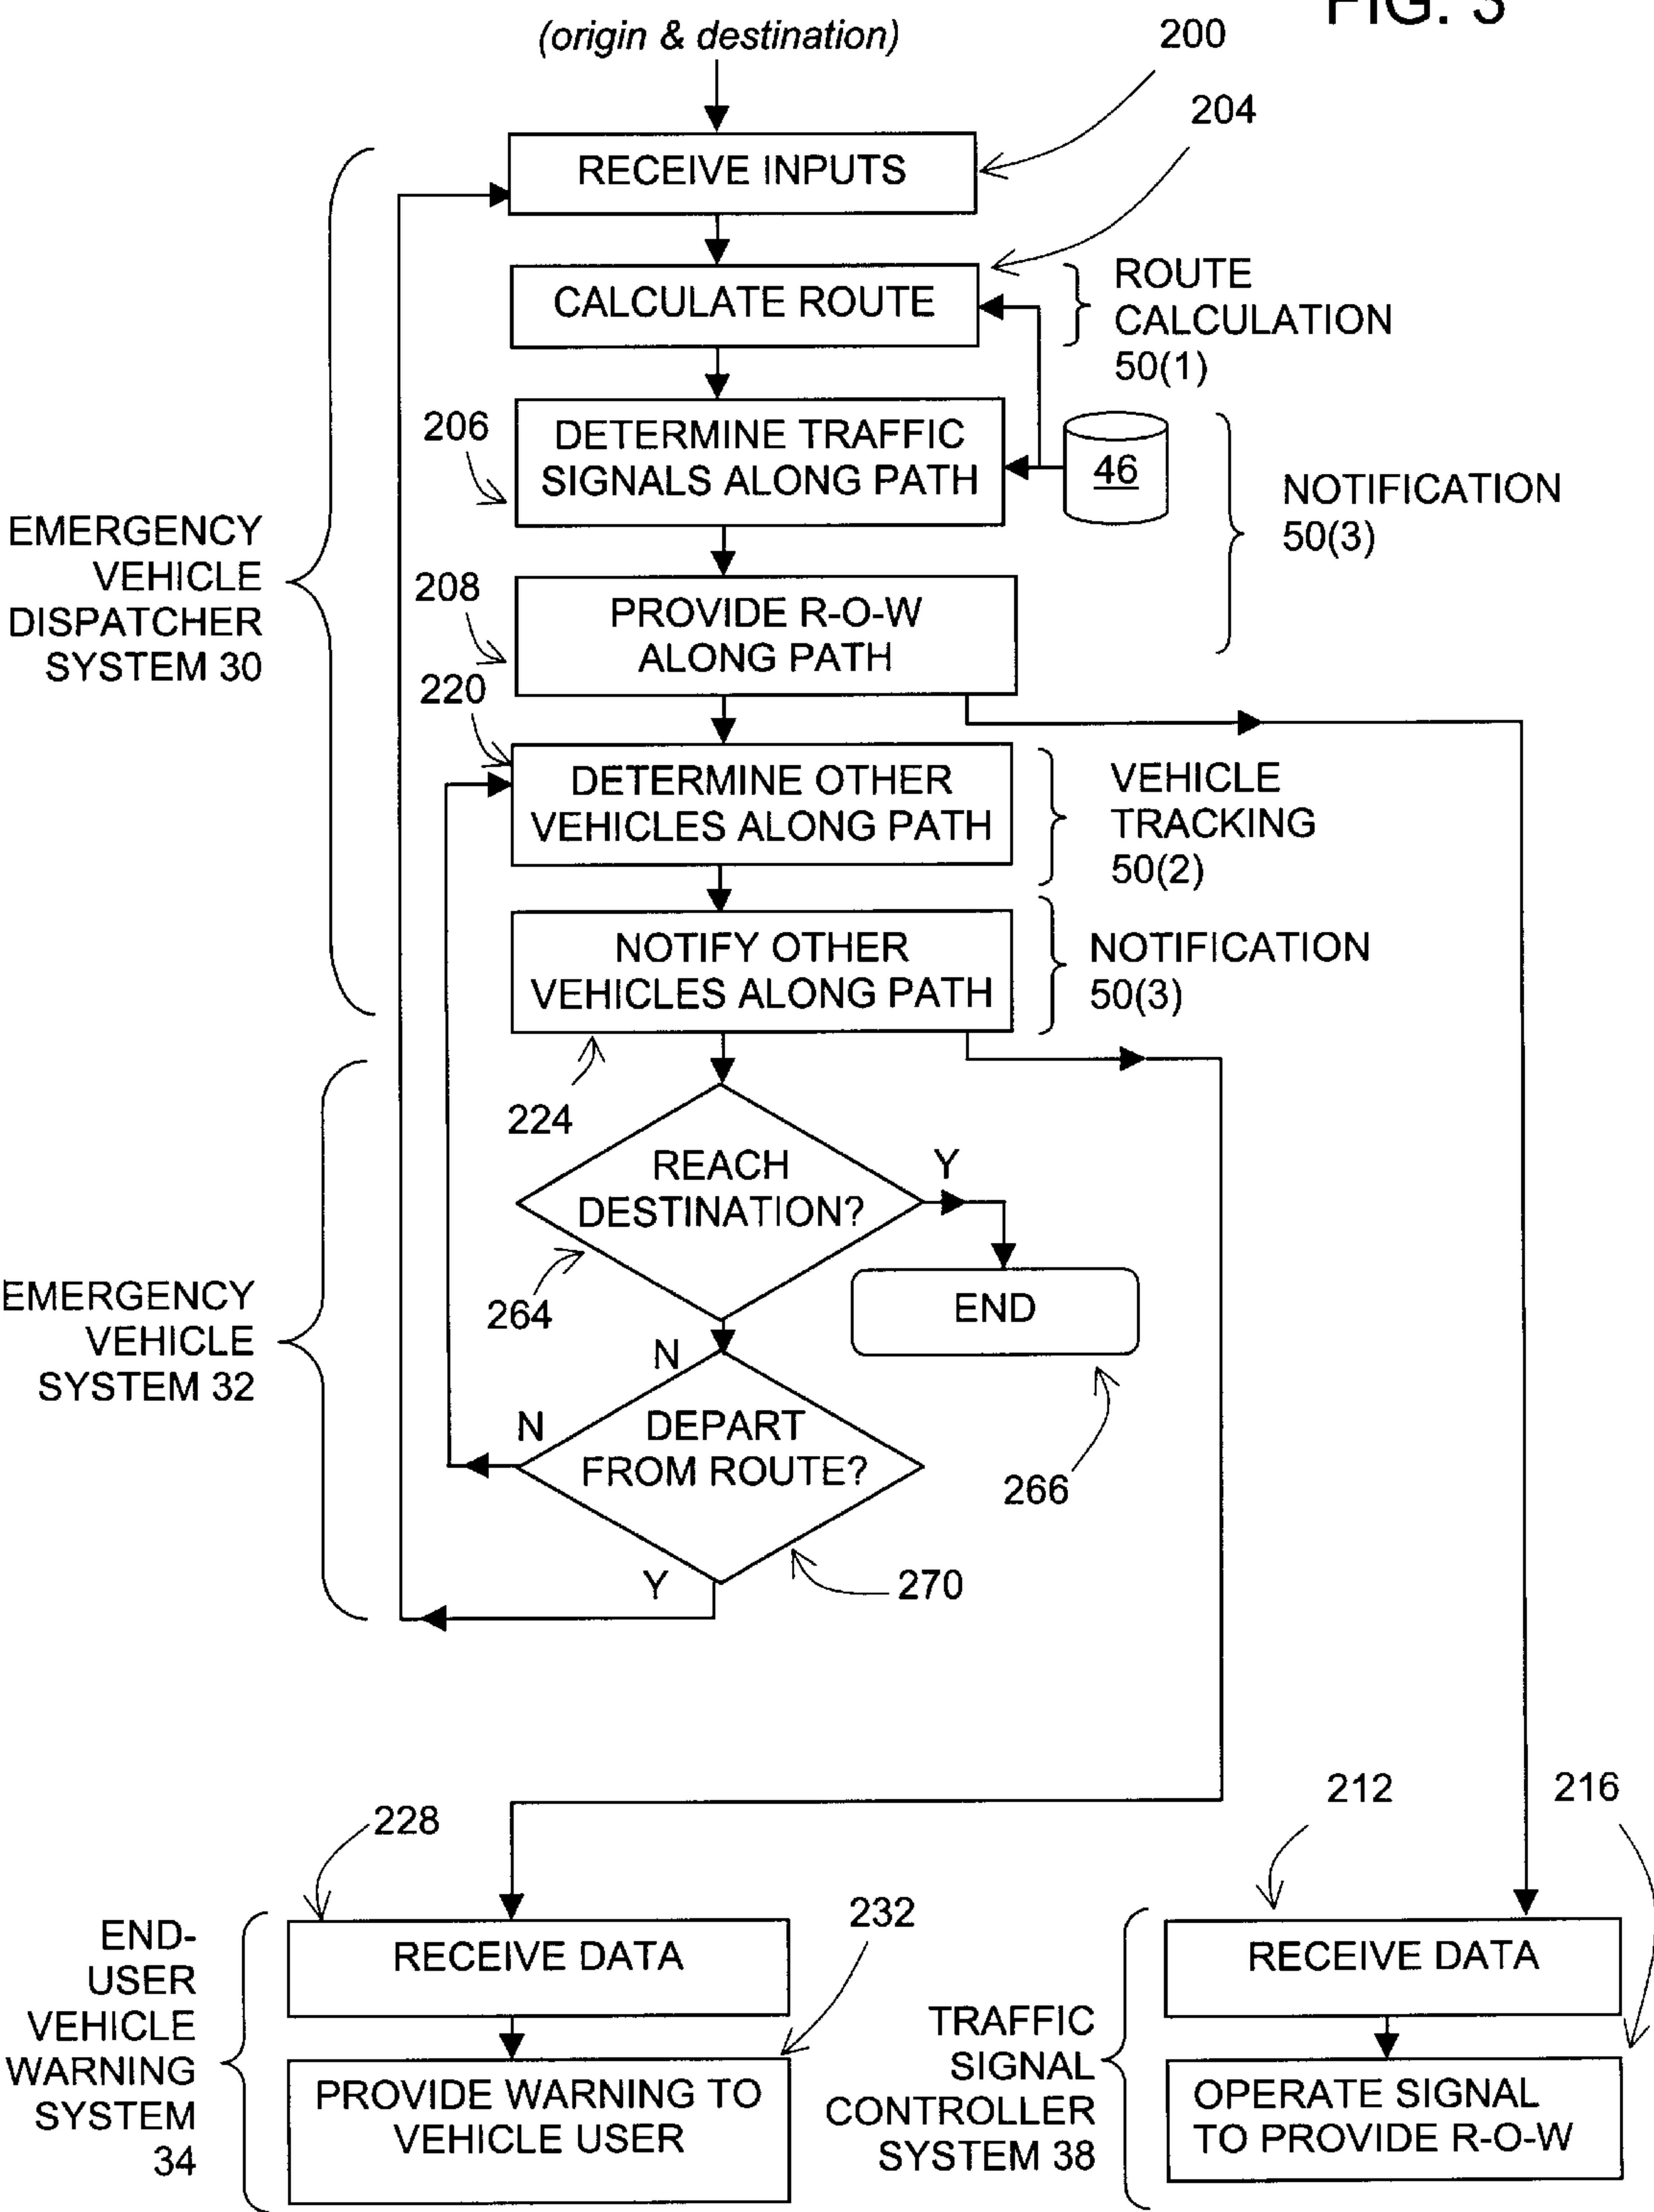 FIG. 3
(origin & destination)
200
204
RECEIVE INPUTS
CALCULATE ROUTE
ROUTE
CALCULATION
50(1)
206
DETERMINE TRAFFIC
SIGNALS ALONG PATH
46
NOTIFICATION
50(3)
EMERGENCY
VEHICLE
DISPATCHER
SYSTEM 30
208
PROVIDE R-O-W
ALONG PATH
220
DETERMINE OTHER
VEHICLES ALONG PATH
VEHICLE
TRACKING
50(2)
NOTIFY OTHER
VEHICLES ALONG PATH
NOTIFICATION
50(3)
224
REACH
DESTINATION?
Y
264
END
EMERGENCY
VEHICLE
SYSTEM 32
N
N
DEPART
FROM ROUTE?
266
Y
270
212
216
228
232
END-
USER
VEHICLE
WARNING
SYSTEM
34
RECEIVE DATA
PROVIDE WARNING TO
VEHICLE USER
TRAFFIC
SIGNAL
CONTROLLER
SYSTEM 38
RECEIVE DATA
OPERATE SIGNAL
TO PROVIDE R-O-W